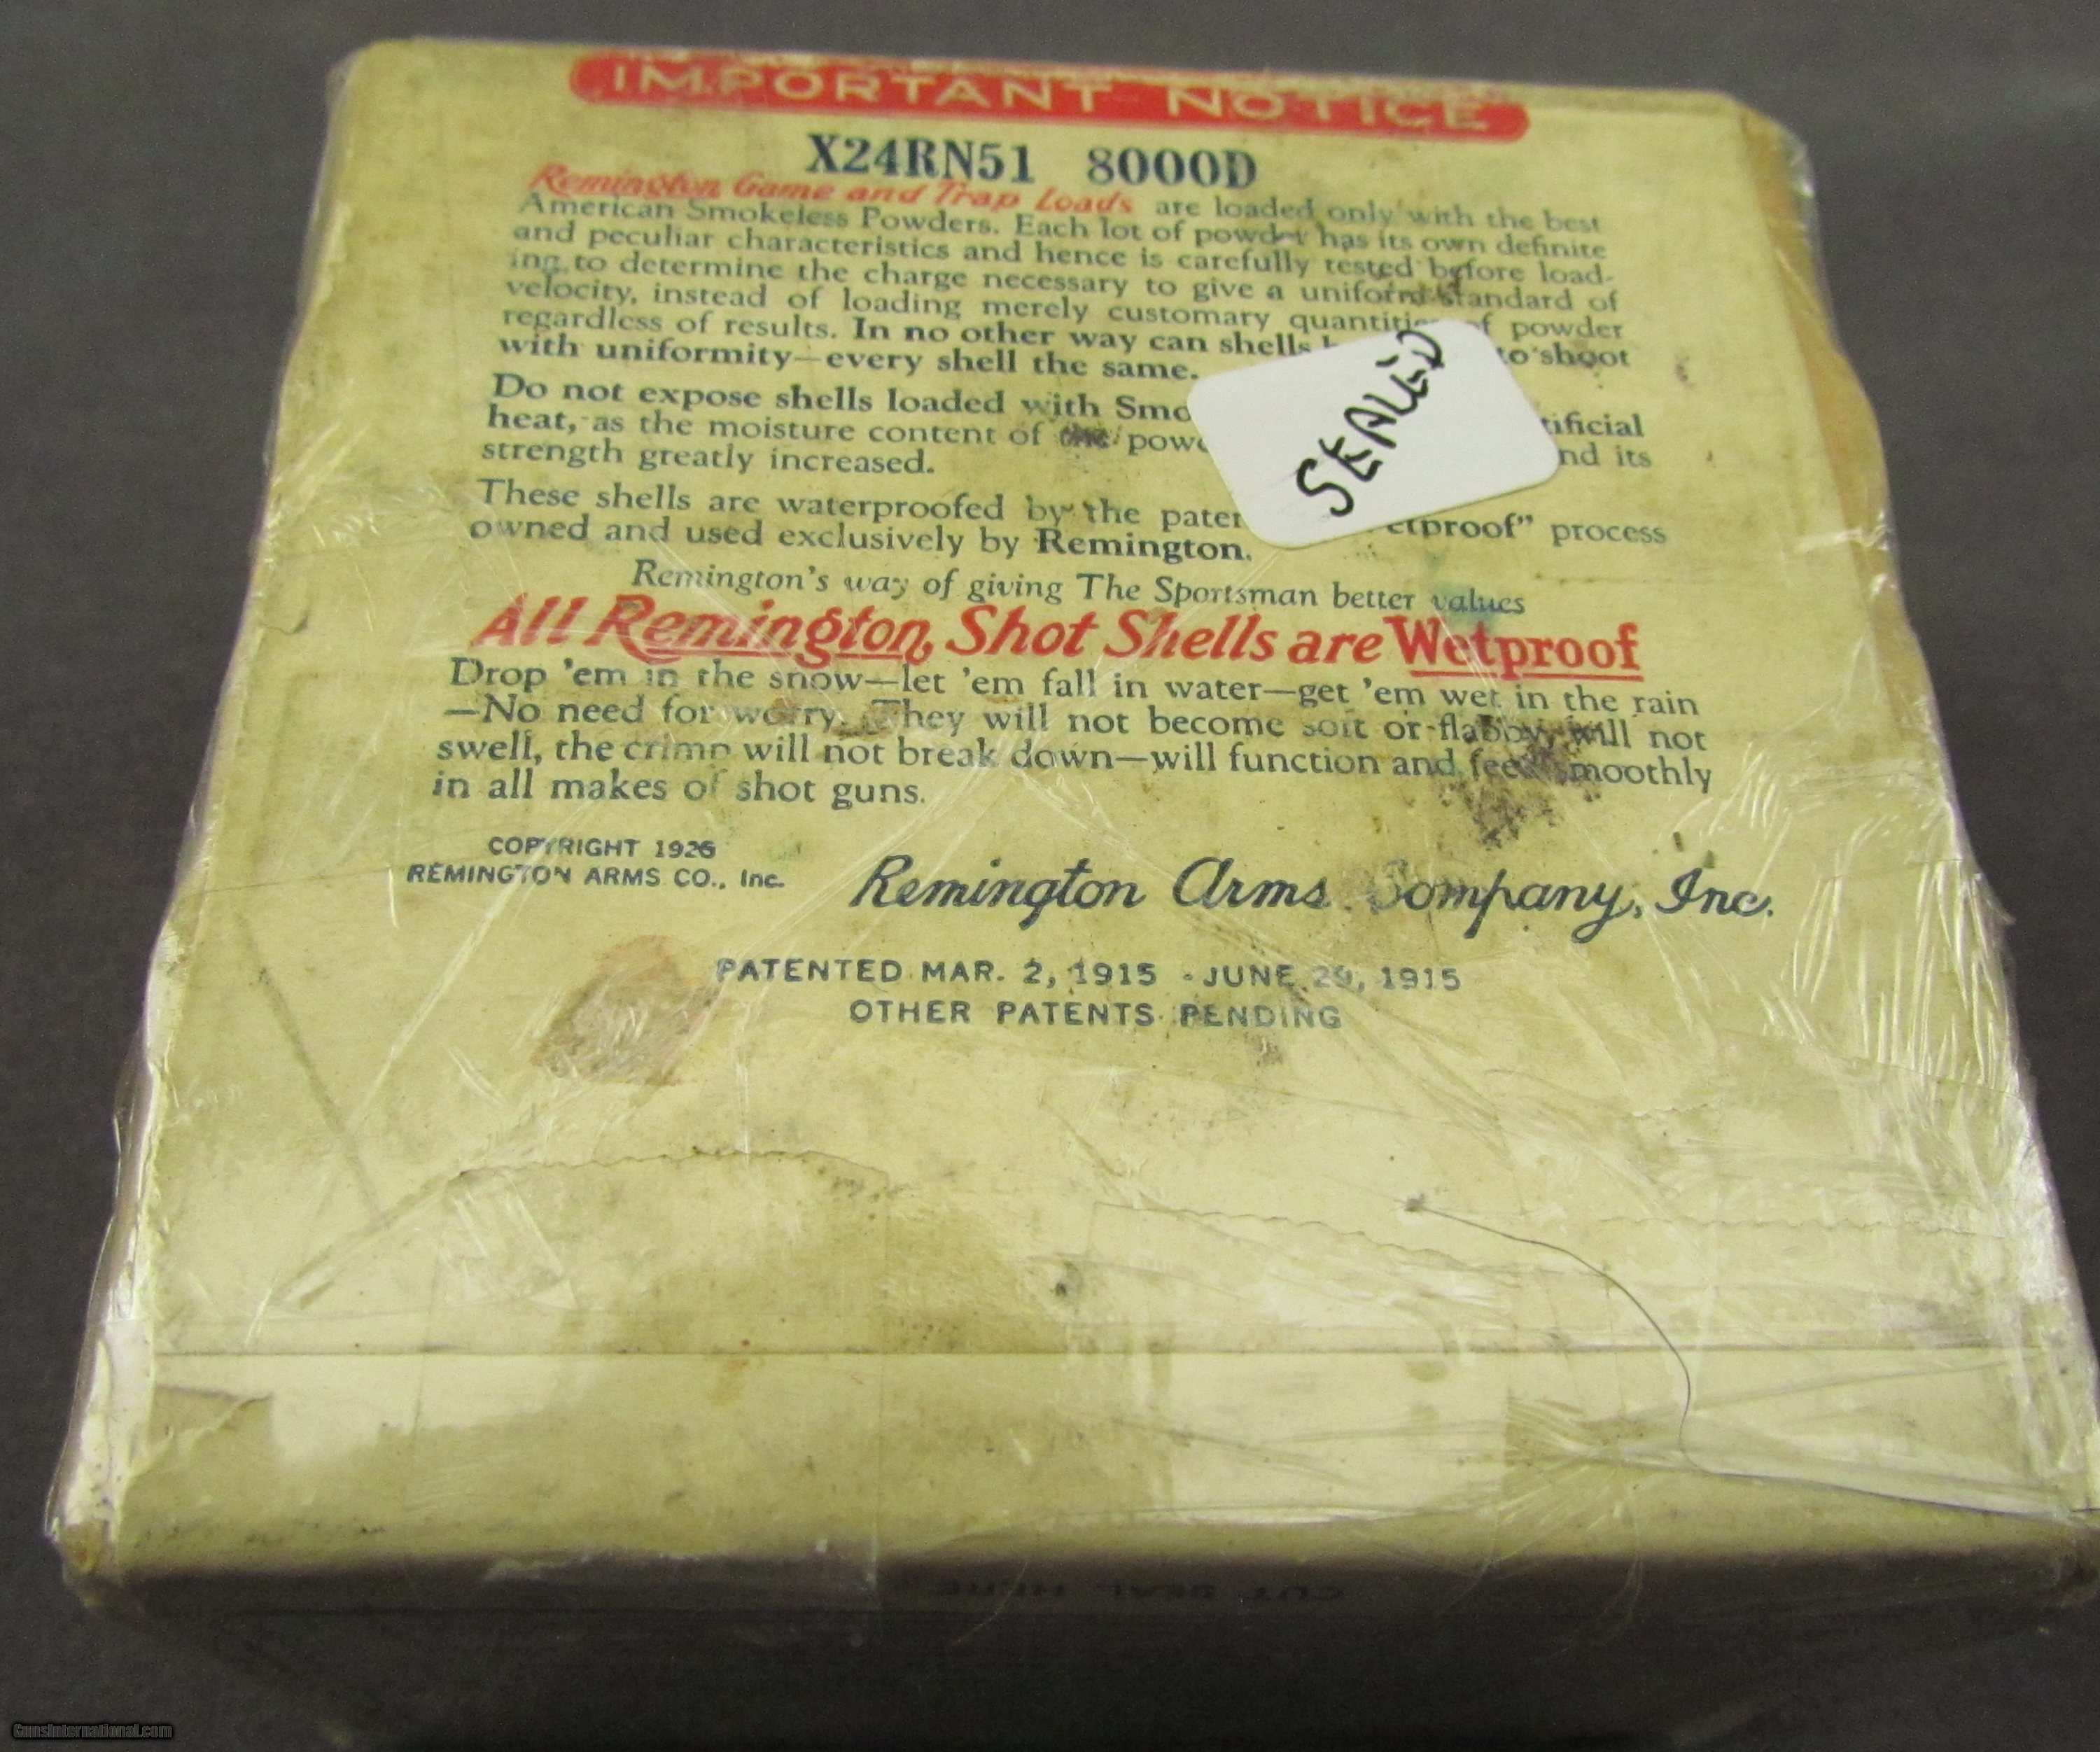 IMPORTANT NOTICE
X24RN51 8000D
Remington Game and Trap Loads are loaded only with the best
American Smokeless Powders. Each lot of powder has its own definite
and peculiar characteristics and hence is carefully tested before load-
ing to determine the charge necessary to give a uniform standard of
velocity, instead of loading merely customary quantities of powder
regardless of results. In no other way can shells to shoot
with uniformity—every shell the same.
Do not expose shells loaded with Smo tificial
heat, as the moisture content of the powe nd its
strength greatly increased.
These shells are waterproofed by the paten etproof” process
owned and used exclusively by Remington.
Remington's way of giving The Sportsman better values
All Remington Shot Shells are Wetproof
Drop 'em in the snow—let 'em fall in water—get 'em wet in the rain
—No need for worry. They will not become soft or flabby, will not
swell, the crimp will not break down—will function and feed smoothly
in all makes of shot guns.
COPYRIGHT 1926
REMINGTON ARMS CO., Inc.
Remington Arms Company, Inc.
PATENTED MAR. 2, 1915 - JUNE 29, 1915
OTHER PATENTS PENDING
CUT SEAL HERE
SEALED
GunsInternational.com